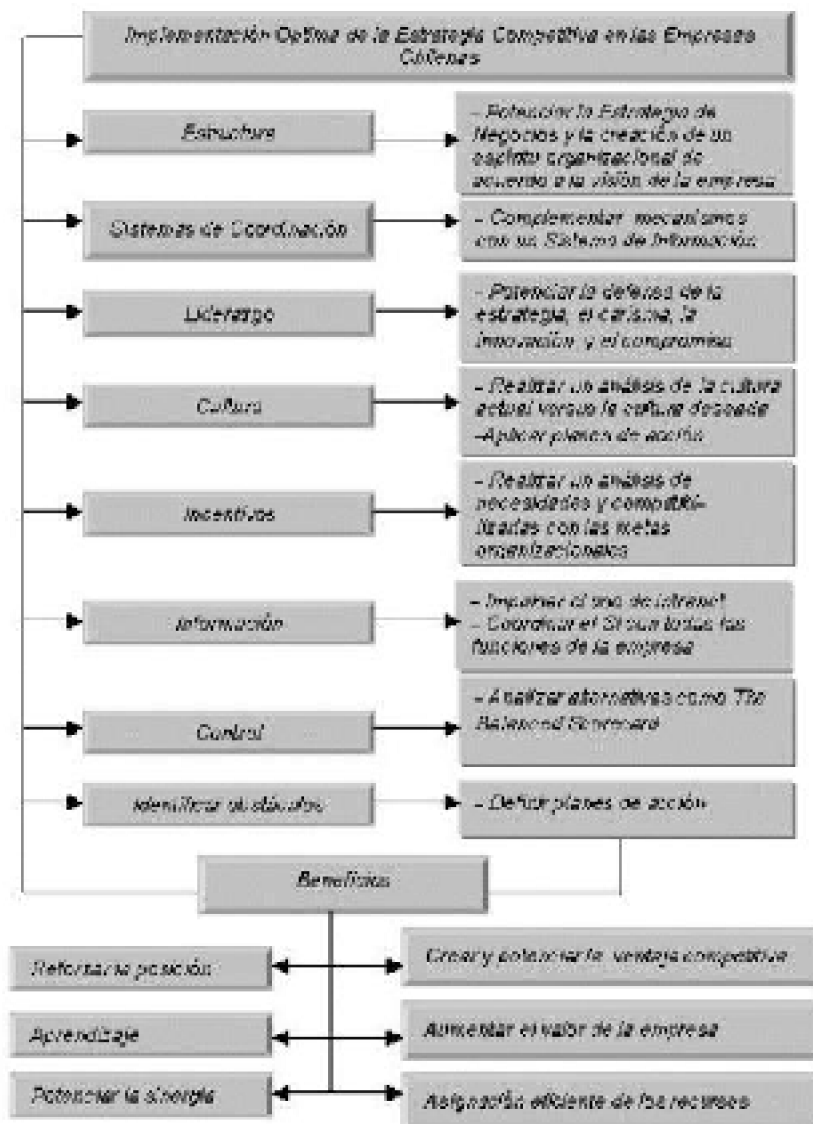 Implementación Optima de la Estrategia Competitiva en las Empresas
Chilenas
Estructura
- Potenciar la Estrategia de
Negocios y la creación de un
espíritu organizacional de
acuerdo a la visión de la empresa
Sistemas de Coordinación
- Complementar mecanismos
con un Sistema de Información
Liderazgo
- Potenciar la defensa de la
estrategia, el carisma, la
innovación y el compromiso
Cultura
- Realizar un análisis de la cultura
actual versus la cultura deseada
-Aplicar planes de acción
Incentivos
- Realizar un análisis de
necesidades y compatibi-
lizadas con las metas
organizacionales
Información
- Impulsar el uso de intranet
- Coordinar el SI con todas las
funciones de la empresa
Control
- Analizar alternativas como The
Balanced Scorecard
Identificar obstáculos
- Definir planes de acción
Beneficios
Reforzar la posición
Crear y potenciar la ventaja competitiva
Aprendizaje
Aumentar el valor de la empresa
Potenciar la sinergia
Asignación eficiente de los recursos